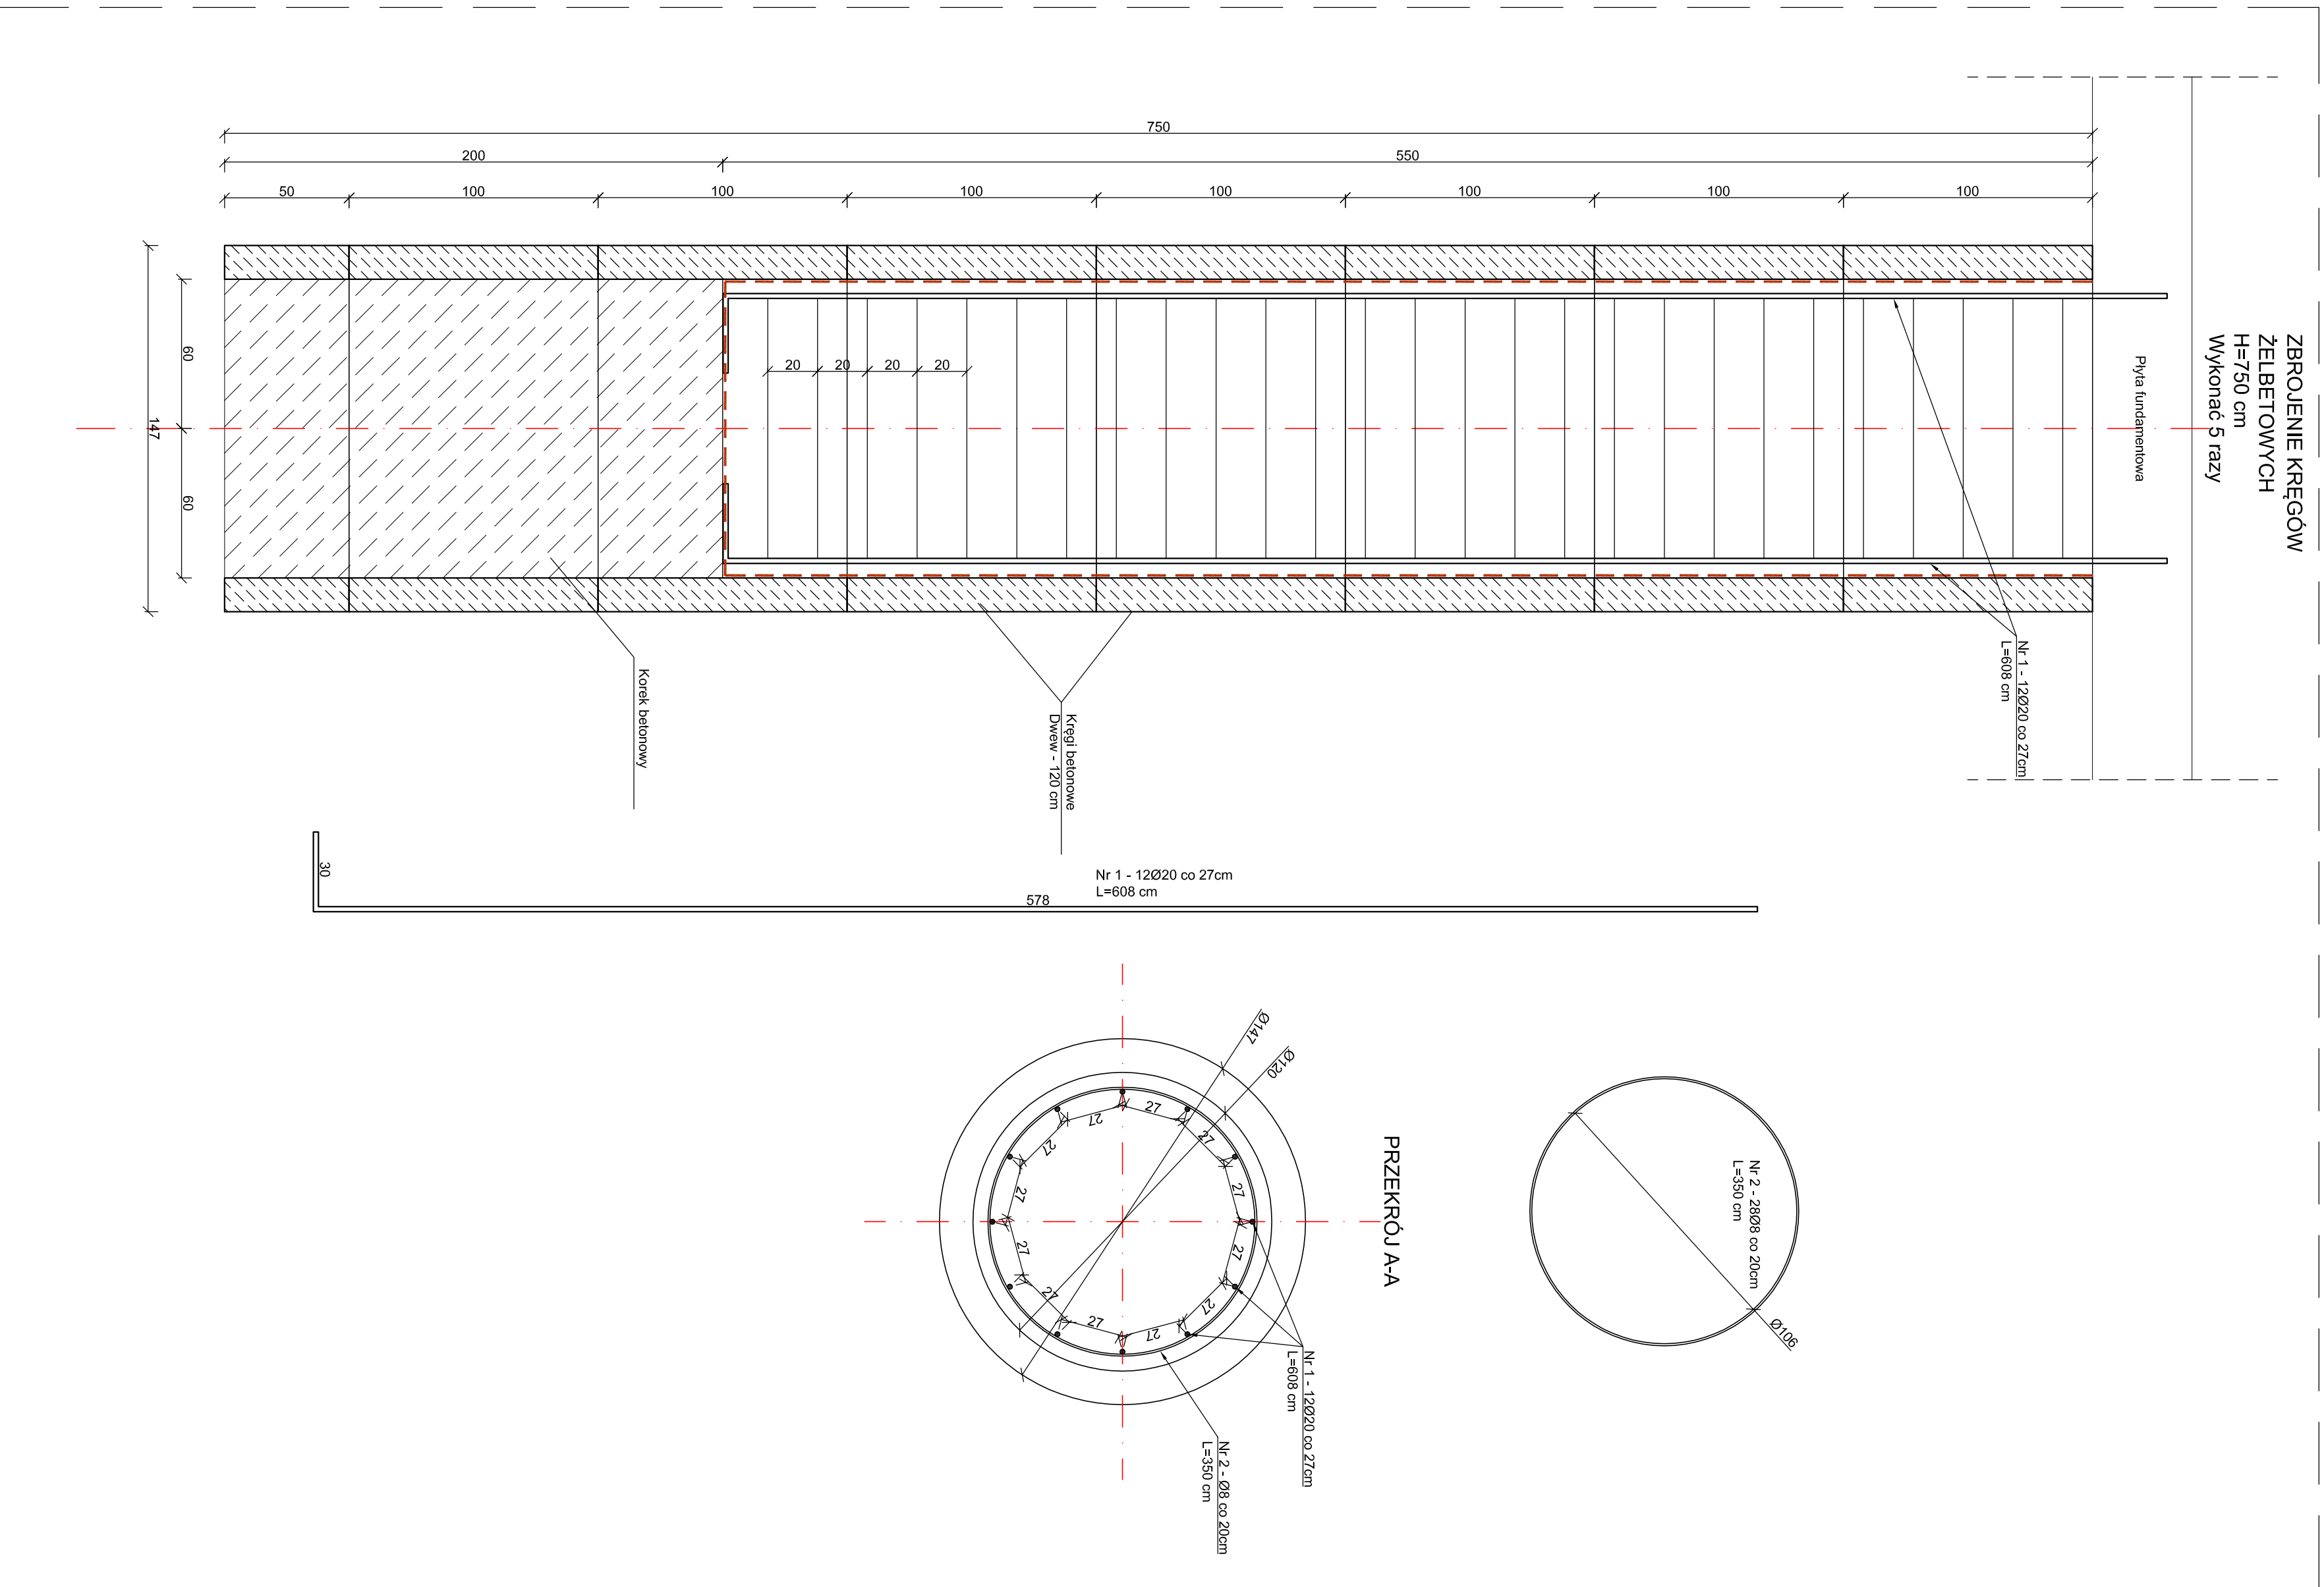 ZBROJENIE KRĘGÓW
ŻELBETOWYCH
H=750 cm
Wykonać 5 razy
Płyta fundamentowa
750
200
550
50
100
100
100
100
100
100
100
60
147
60
20
20
20
20
Nr 1 - 12Ø20 co 27cm
L=608 cm
Kręgi betonowe
Dwew - 120 cm
Korek betonowy
30
578
Nr 1 - 12Ø20 co 27cm
L=608 cm
PRZEKRÓJ A-A
Ø147
Ø120
27
27
27
27
27
27
27
27
27
27
27
27
Nr 1 - 12Ø20 co 27cm
L=608 cm
Nr 2 - Ø8 co 20cm
L=350 cm
Nr 2 - 28Ø8 co 20cm
L=350 cm
Ø106